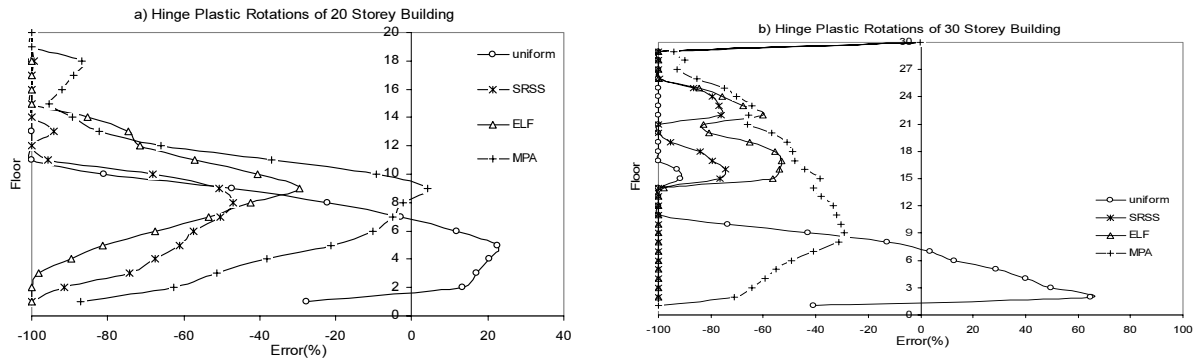 a) Hinge Plastic Rotations of 20 Storey Building
20
18
16
14
12
10
8
6
4
2
0
Floor
-100
-80
-60
-40
-20
0
20
40
Error(%)
uniform
SRSS
ELF
MPA
b) Hinge Plastic Rotations of 30 Storey Building
30
27
24
21
18
15
12
9
6
3
0
Floor
-100
-80
-60
-40
-20
0
20
40
60
80
100
Error(%)
uniform
SRSS
ELF
MPA